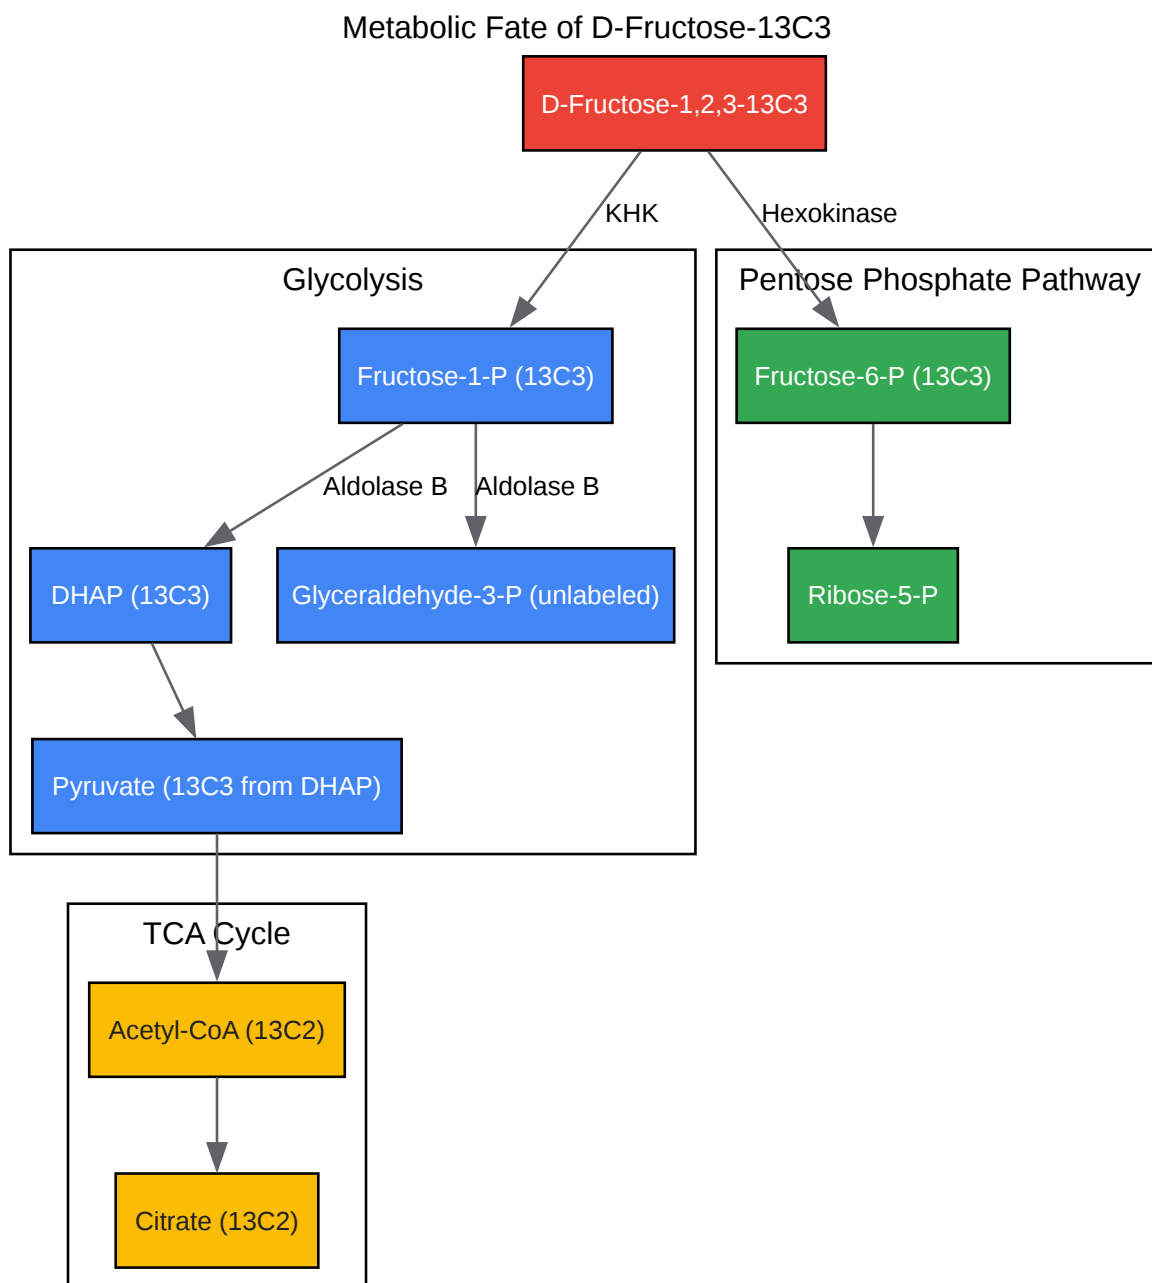 Metabolic Fate of D-Fructose-13C3
D-Fructose-1,2,3-13C3
KHK
Hexokinase
Glycolysis
Pentose Phosphate Pathway
Fructose-1-P (13C3)
Fructose-6-P (13C3)
Aldolase B
Aldolase B
DHAP (13C3)
Glyceraldehyde-3-P (unlabeled)
Ribose-5-P
Pyruvate (13C3 from DHAP)
TCA Cycle
Acetyl-CoA (13C2)
Citrate (13C2)